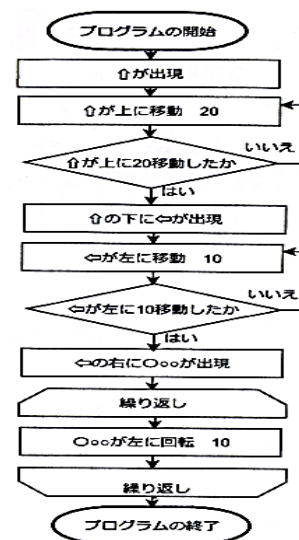 プログラムの開始
⇧が出現
⇧が上に移動 20
いいえ
⇧が上に20移動したか
はい
⇧の下に⇦が出現
⇦が左に移動 10
いいえ
⇦が左に10移動したか
はい
⇦の右に〇∘∘が出現
繰り返し
〇∘∘が左に回転 10
繰り返し
プログラムの終了